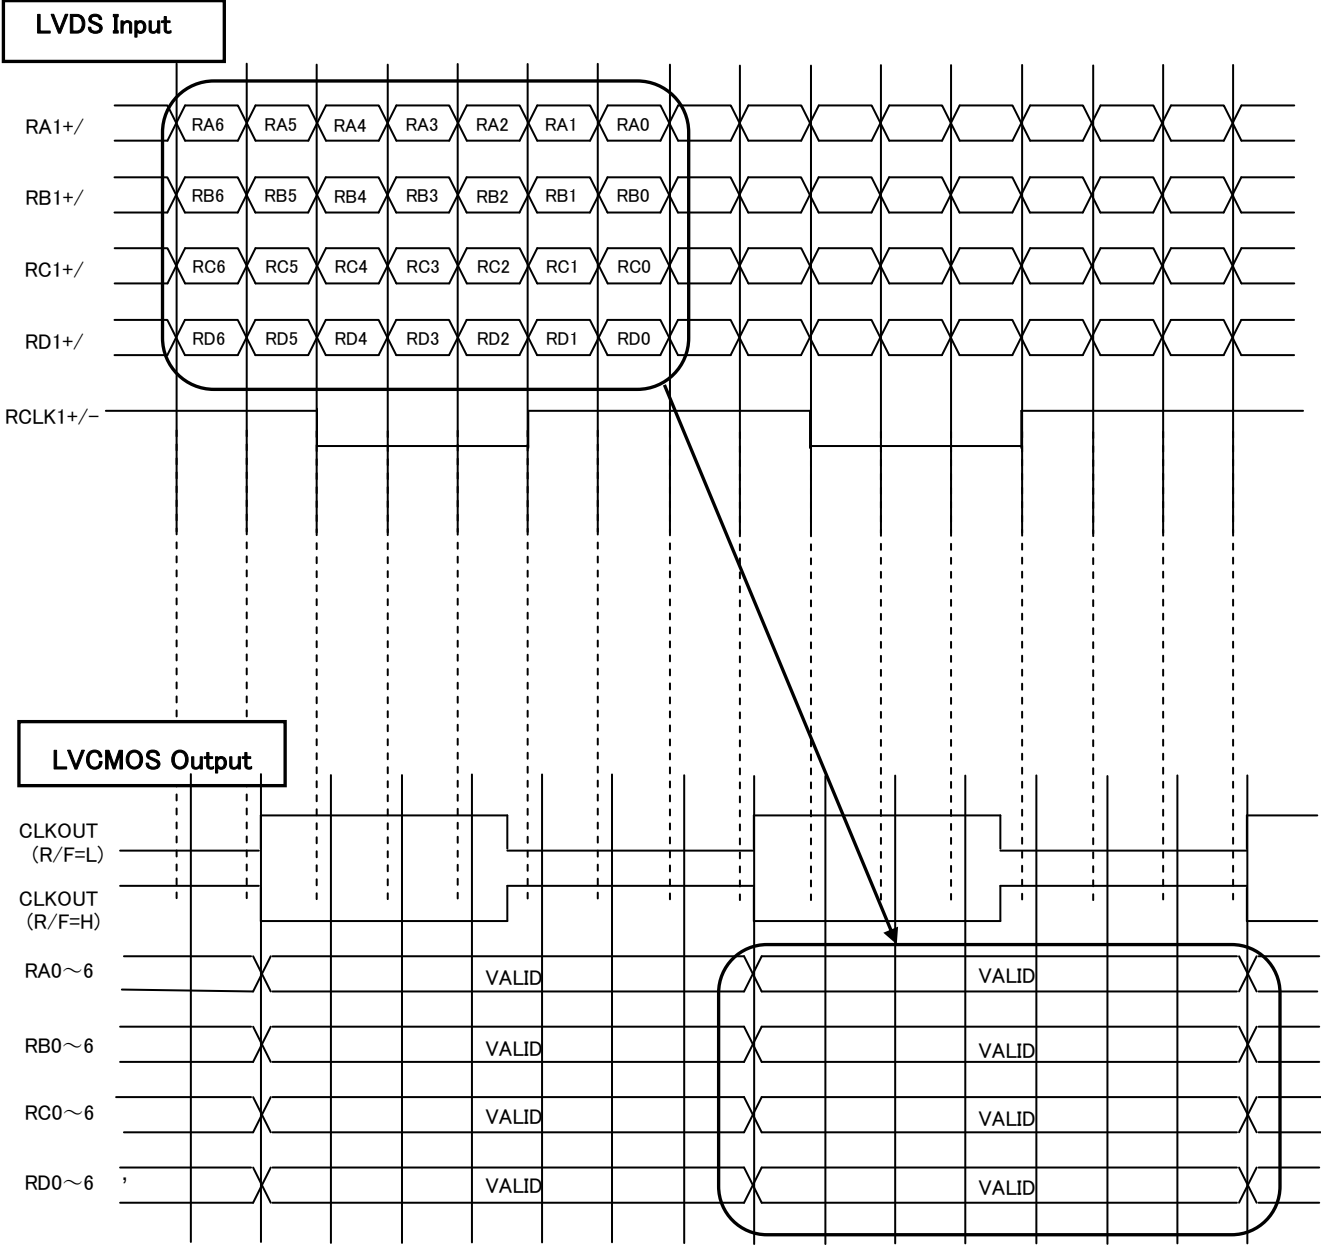 LVDS Input
RA1+/ RA6 RA5 RA4 RA3 RA2 RA1 RA0
RB1+/ RB6 RB5 RB4 RB3 RB2 RB1 RB0
RC1+/ RC6 RC5 RC4 RC3 RC2 RC1 RC0
RD1+/ RD6 RD5 RD4 RD3 RD2 RD1 RD0
RCLK1+/−
LVCMOS Output
CLKOUT
(R/F=L)
CLKOUT
(R/F=H)
RA0～6 VALID VALID
RB0～6 VALID VALID
RC0～6 VALID VALID
RD0～6 , VALID VALID